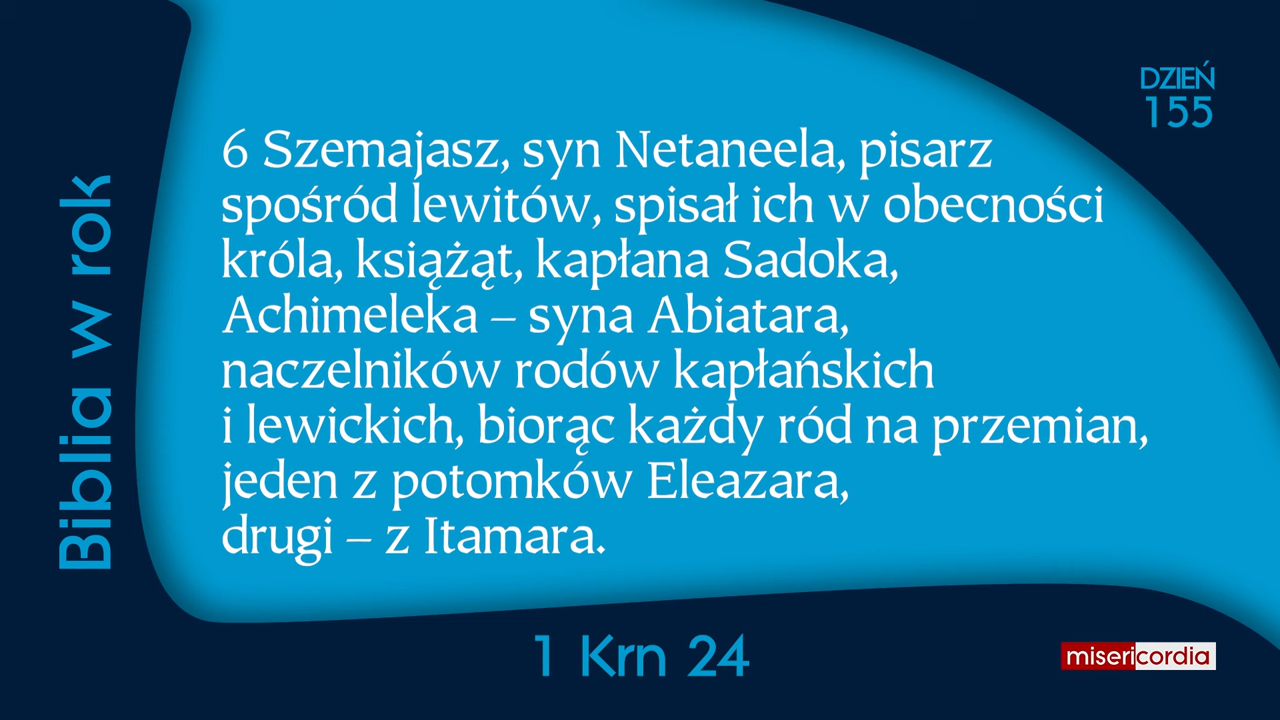 DZIEŃ
155
6 Szemajasz, syn Netaneela, pisarz
spośród lewitów, spisał ich w obecności
króla, książąt, kapłana Sadoka,
Achimeleka – syna Abiatara,
naczelników rodów kapłańskich
i lewickich, biorąc każdy ród na przemian,
jeden z potomków Eleazara,
drugi – z Itamara.
Biblia w rok
1 Krn 24
misericordia